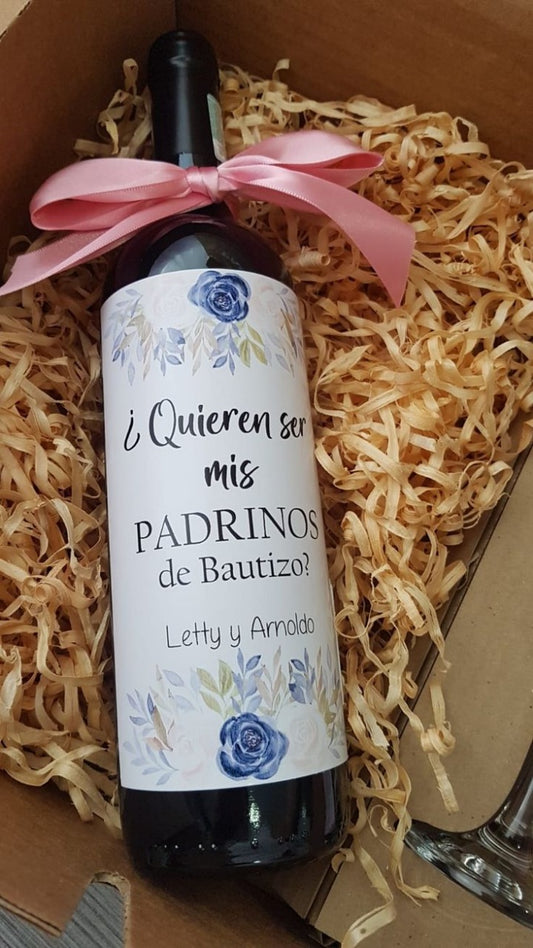 ¿Quieren ser
mis
PADRINOS
de Bautizo?
Letty y Arnoldo